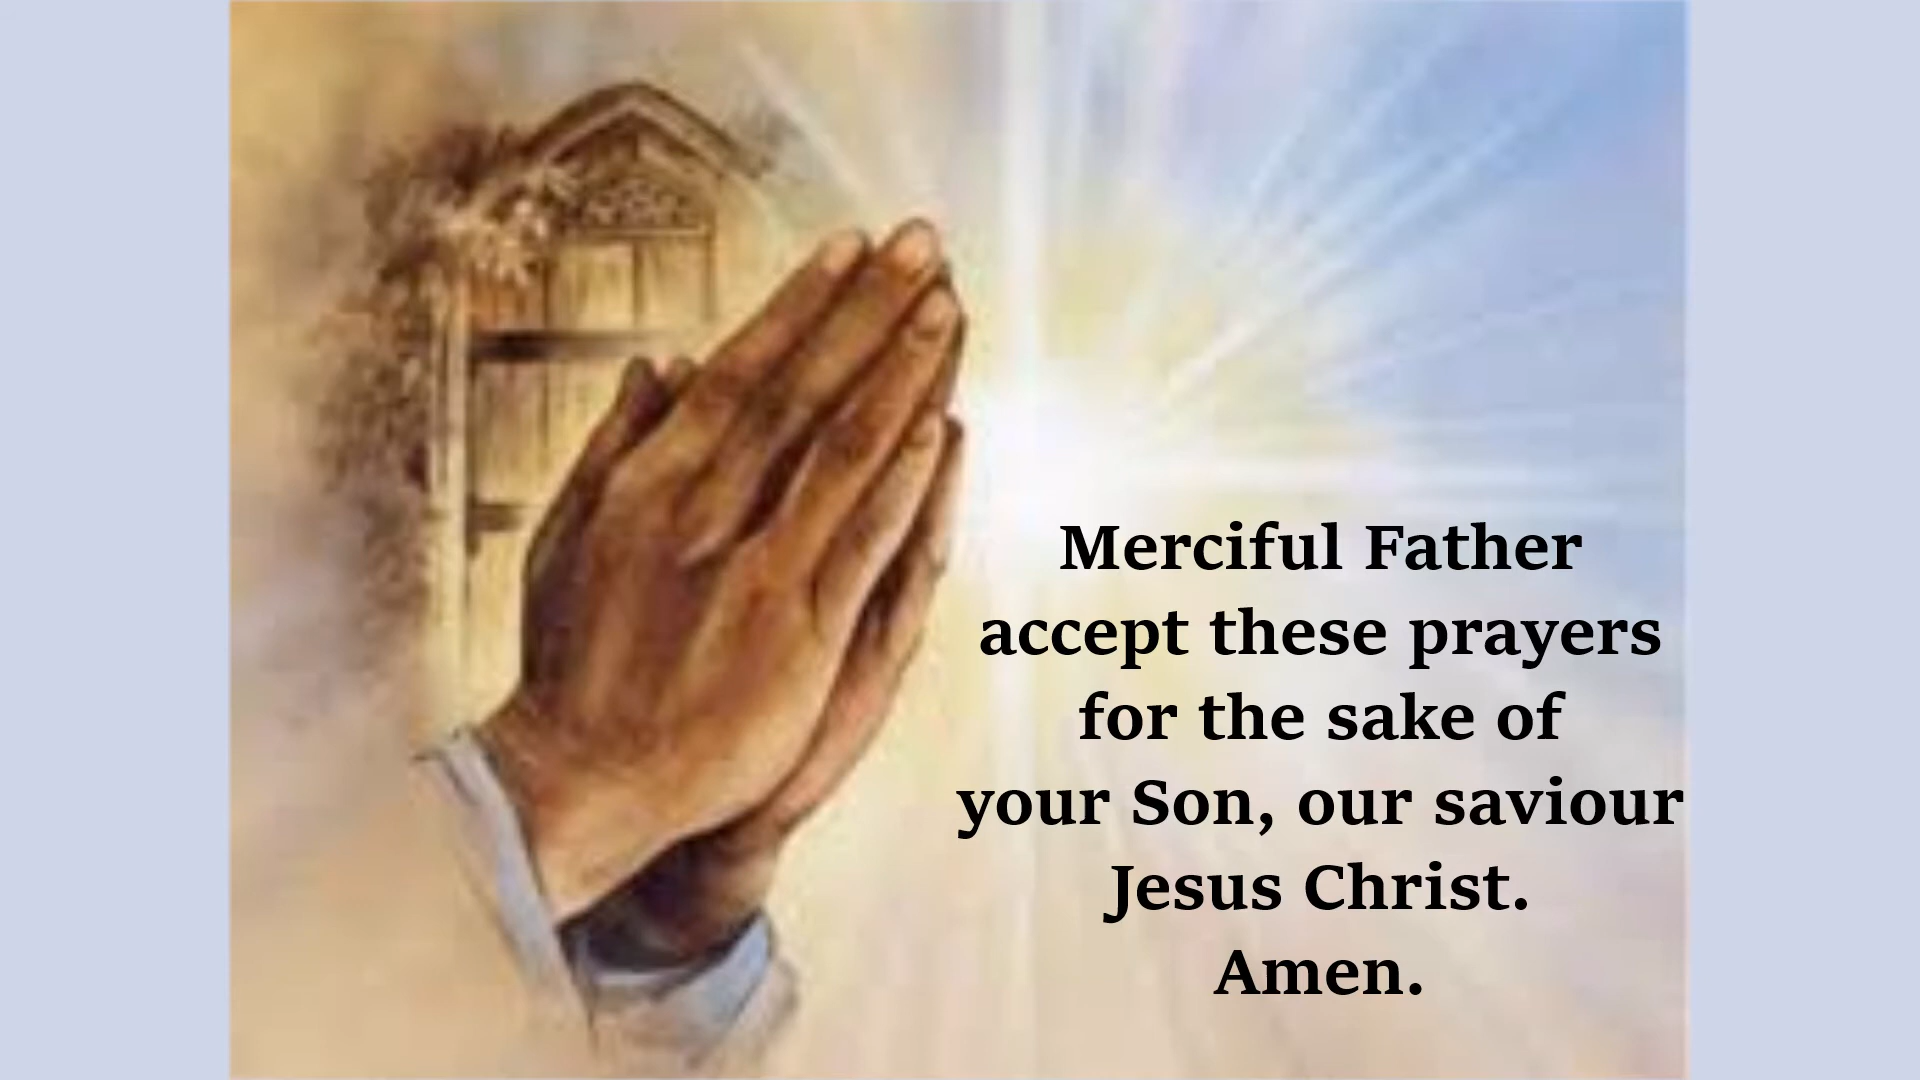 Merciful Father
accept these prayers
for the sake of
your Son, our saviour
Jesus Christ.
Amen.